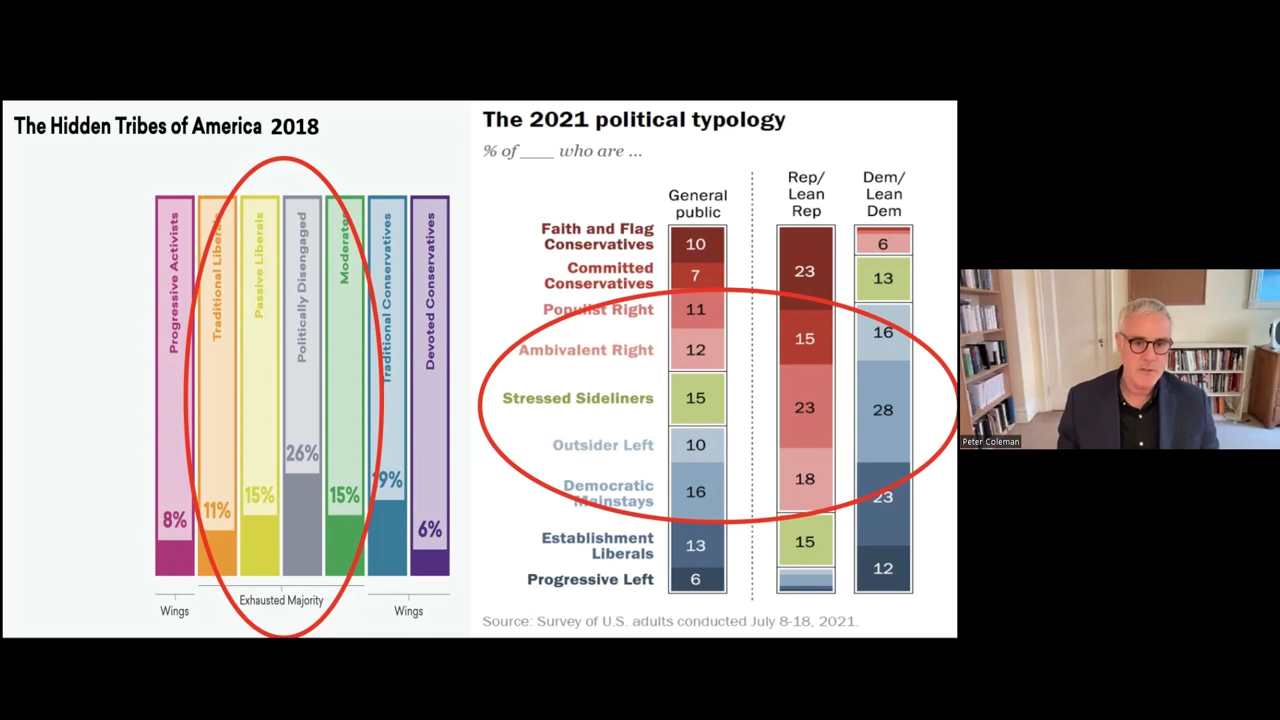 The Hidden Tribes of America 2018
Progressive Activists
Traditional Liberals
Passive Liberals
Politically Disengaged
Moderates
Traditional Conservatives
Devoted Conservatives
8%
11%
15%
26%
15%
19%
6%
Wings
Exhausted Majority
Wings
The 2021 political typology
% of ___ who are ...
General
public
Rep/
Lean
Rep
Dem/
Lean
Dem
Faith and Flag
Conservatives
Committed
Conservatives
Populist Right
Ambivalent Right
Stressed Sideliners
Outsider Left
Democratic
Mainstays
Establishment
Liberals
Progressive Left
10
7
11
12
15
10
16
13
6
23
15
23
18
15
6
13
16
28
23
12
Source: Survey of U.S. adults conducted July 8-18, 2021.
Peter Coleman